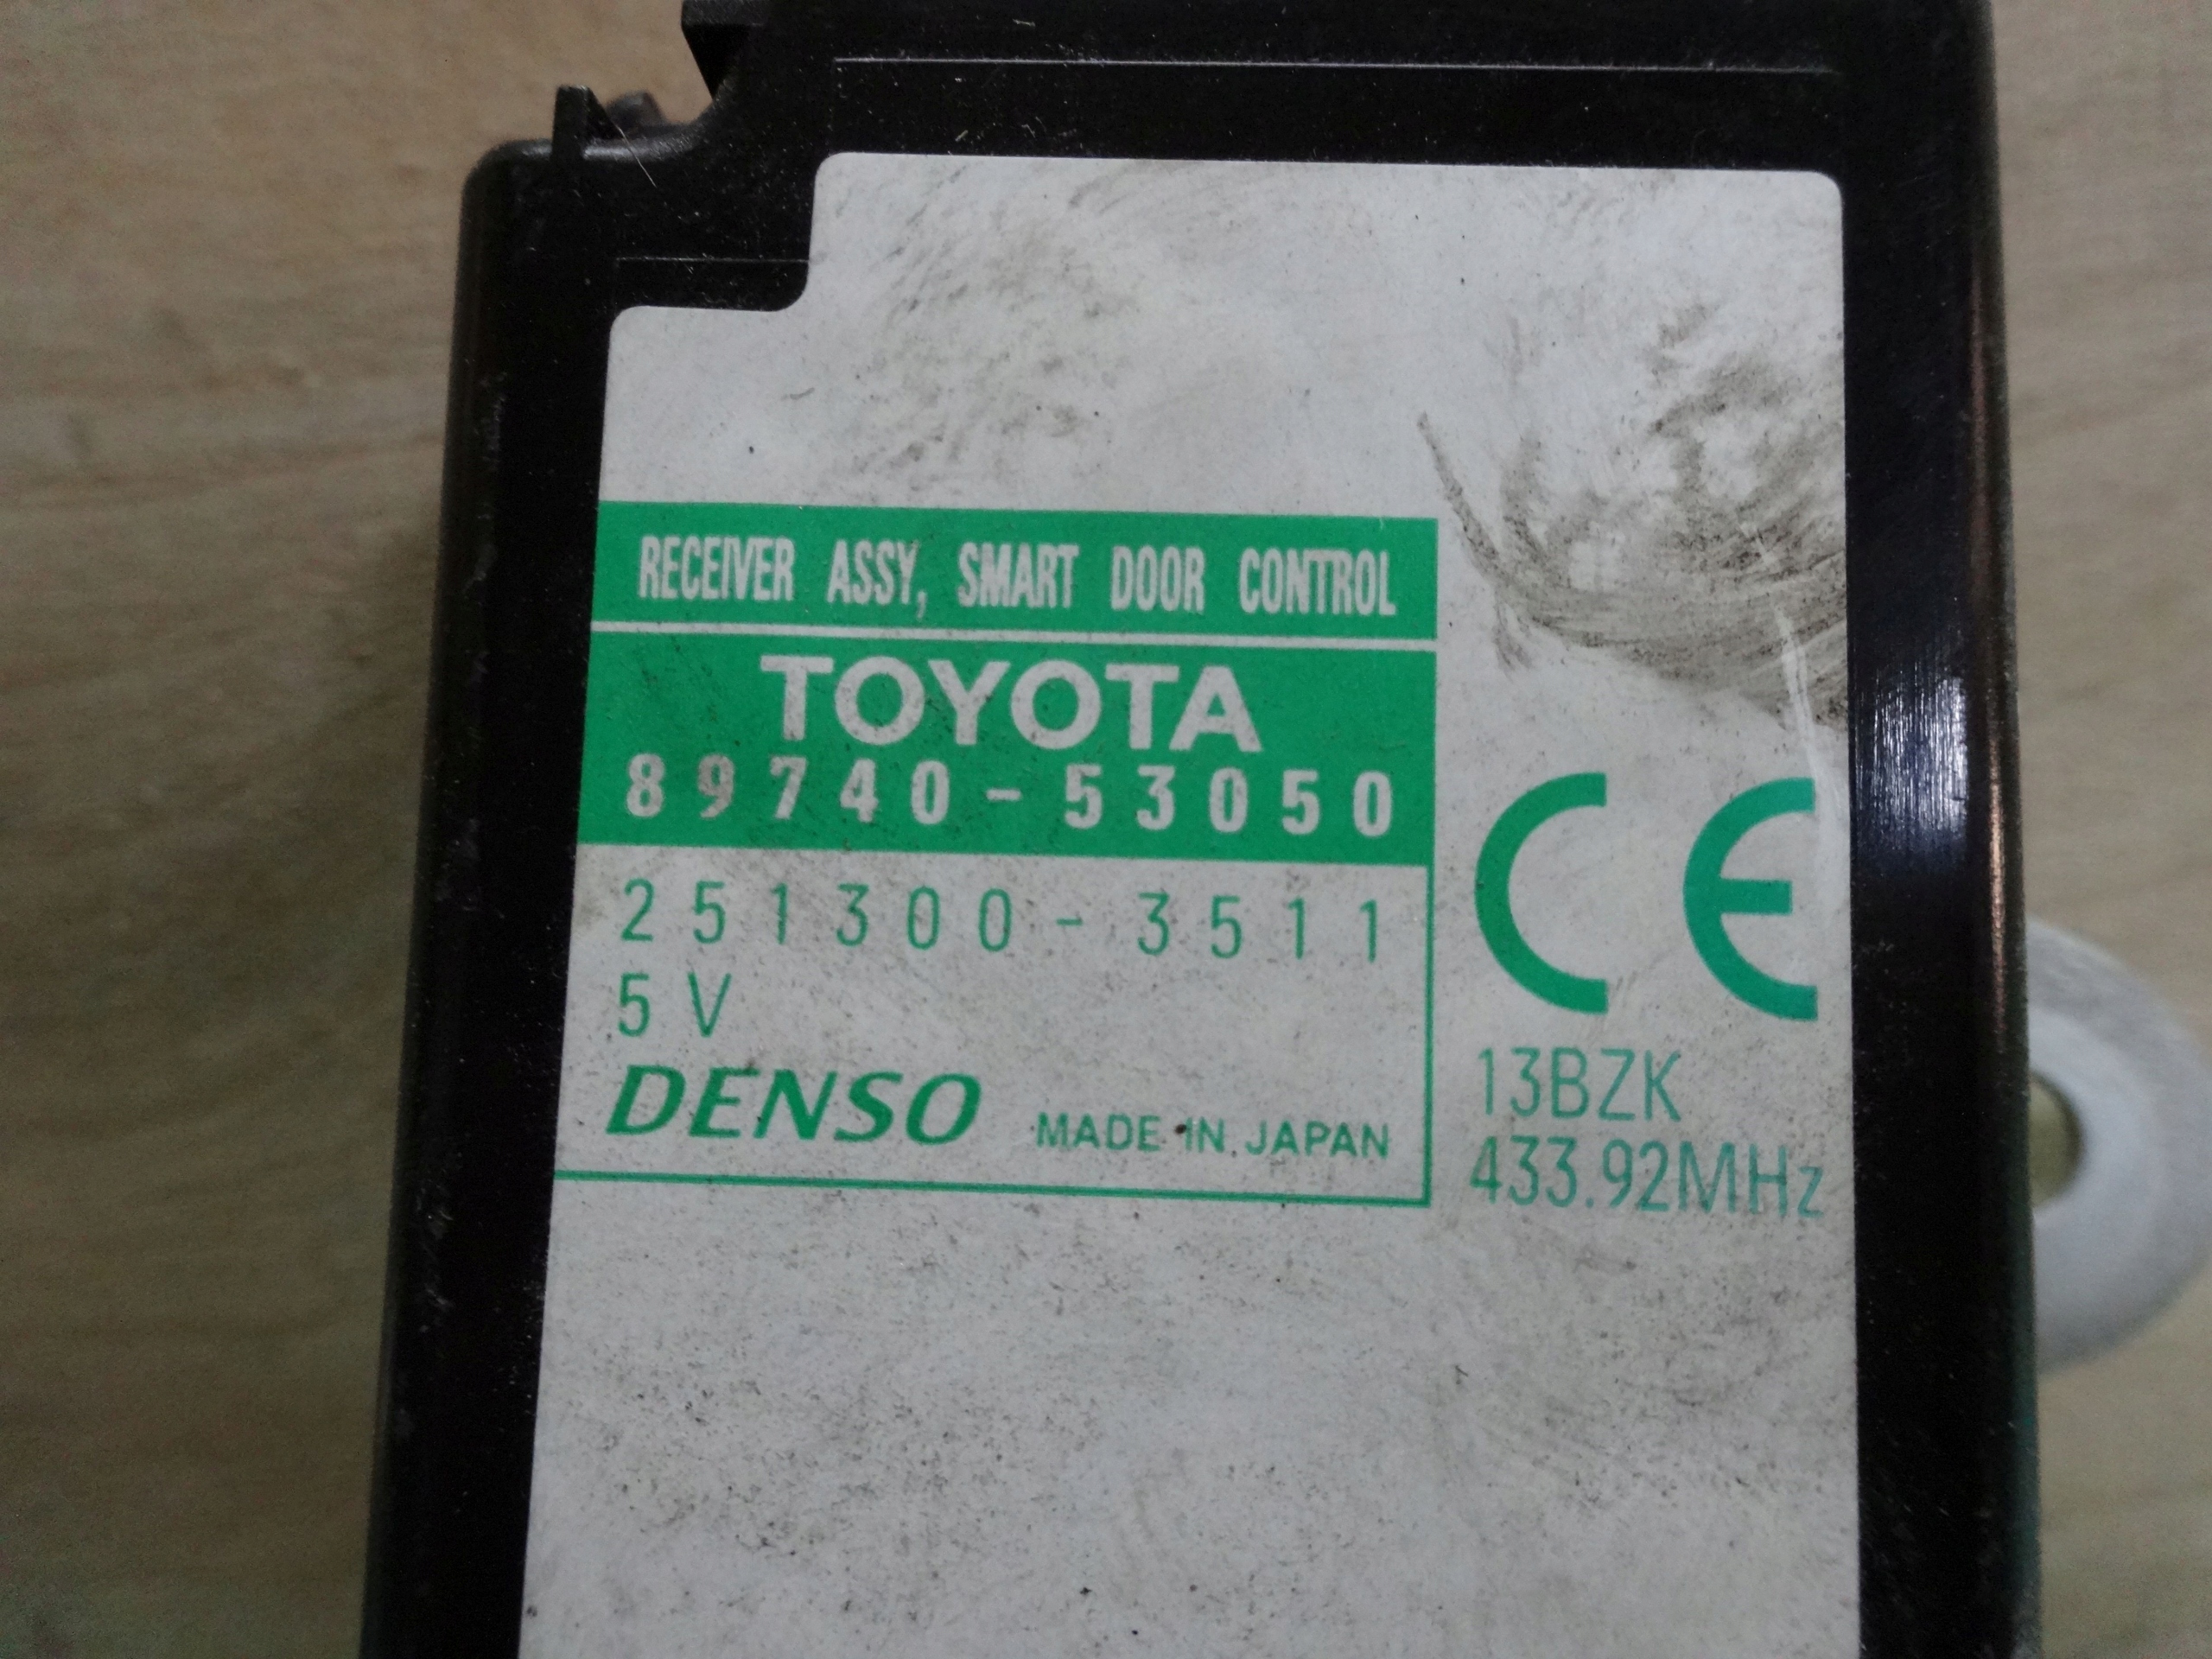 RECEIVER ASSY, SMART DOOR CONTROL
TOYOTA
89740-53050
251300-3511
5V
DENSO MADE IN JAPAN
CE
13BZK
433.92MHz